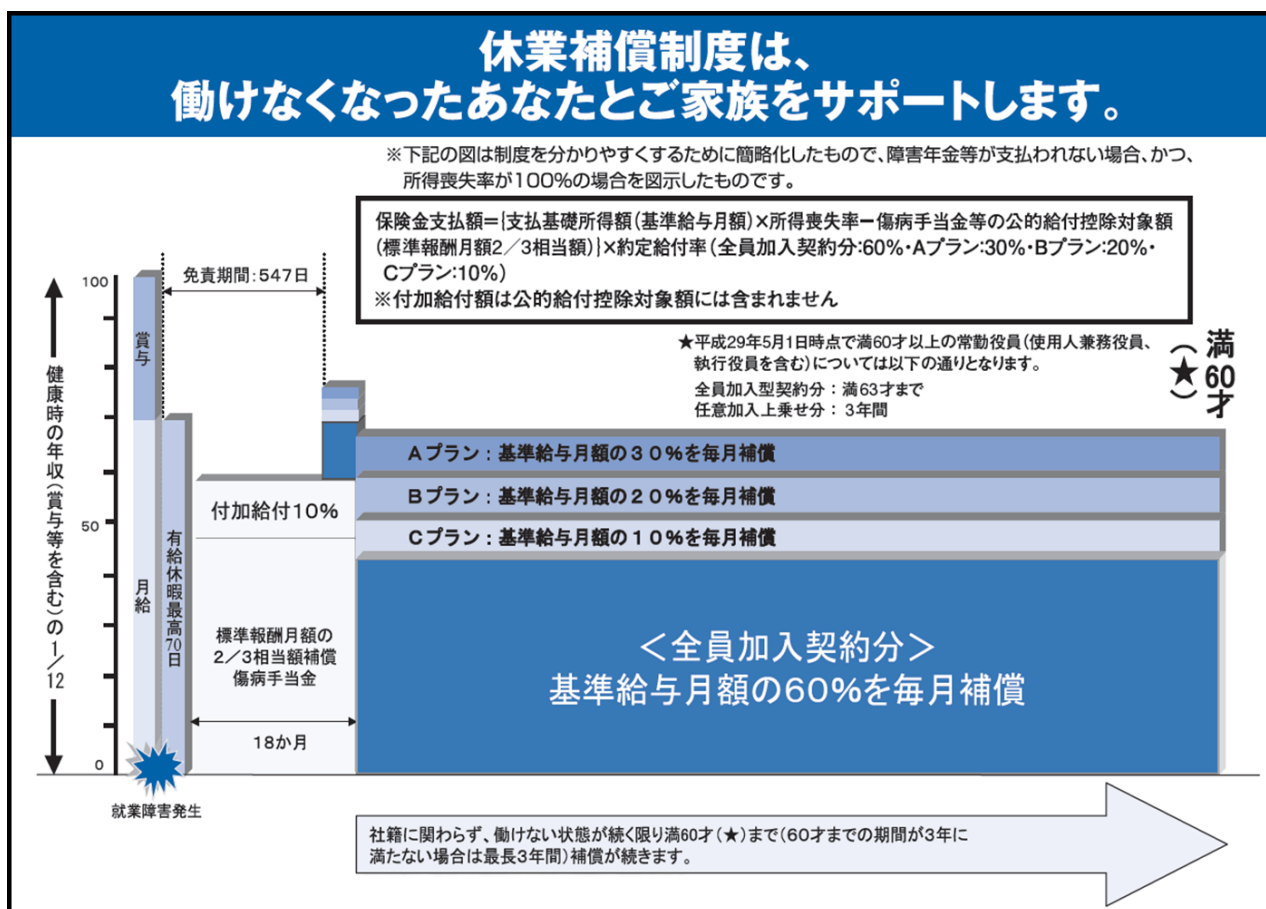 休業補償制度は、
働けなくなったあなたとご家族をサポートします。
※下記の図は制度を分かりやすくするために簡略化したもので、障害年金等が支払われない場合、かつ、
所得喪失率が100%の場合を図示したものです。
保険金支払額={支払基礎所得額(基準給与月額)×所得喪失率−傷病手当金等の公的給付控除対象額
(標準報酬月額2/3相当額)}×約定給付率(全員加入契約分:60%・Aプラン:30%・Bプラン:20%・
Cプラン:10%)
※付加給付額は公的給付控除対象額には含まれません
★平成29年5月1日時点で満60才以上の常勤役員(使用人兼務役員、
執行役員を含む)については以下の通りとなります。
全員加入型契約分:満63才まで
任意加入上乗せ分:3年間
満60才
(★)
健康時の年収(賞与等を含む)の1/12
100
50
0
賞与
月給
有給休暇最高70日
免責期間:547日
付加給付10%
標準報酬月額の
2/3相当額補償
傷病手当金
18か月
Aプラン:基準給与月額の30%を毎月補償
Bプラン:基準給与月額の20%を毎月補償
Cプラン:基準給与月額の10%を毎月補償
<全員加入契約分>
基準給与月額の60%を毎月補償
就業障害発生
社籍に関わらず、働けない状態が続く限り満60才(★)まで(60才までの期間が3年に
満たない場合は最長3年間)補償が続きます。